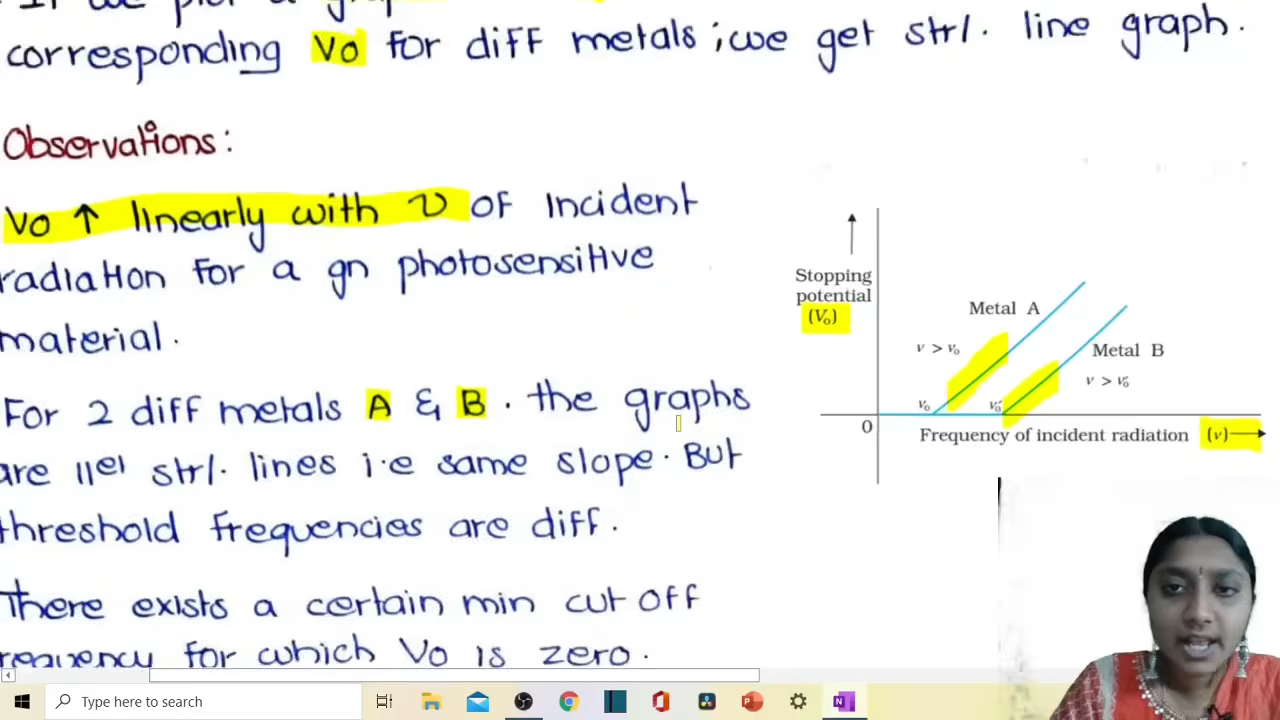 corresponding Vo for diff metals ; we get strl. line graph.
Observations:
Vo ↑ linearly with ν of incident
radiation for a gn photosensitive
material.
For 2 diff metals A & B . the graphs
are llel strl. lines i.e same slope. But
threshold frequencies are diff.
There exists a certain min cut off
frequency for which Vo is zero.
Stopping
potential
(V₀)
Metal A
ν > ν₀
Metal B
ν > ν₀′
ν₀
ν₀′
0
Frequency of incident radiation (ν)
Type here to search